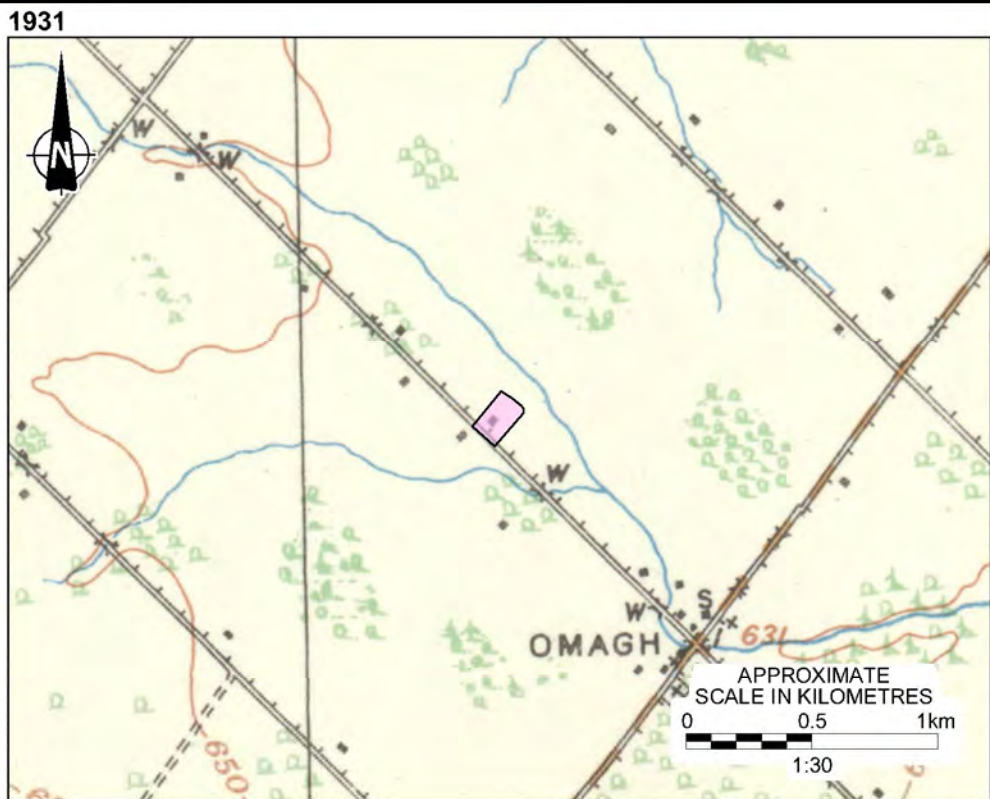 1931
N
W
W
W
S
W
OMAGH
631
APPROXIMATE
SCALE IN KILOMETRES
0 0.5 1km
1:30
650